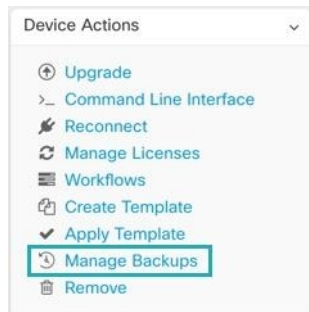 Device Actions
Upgrade
Command Line Interface
Reconnect
Manage Licenses
Workflows
Create Template
Apply Template
Manage Backups
Remove